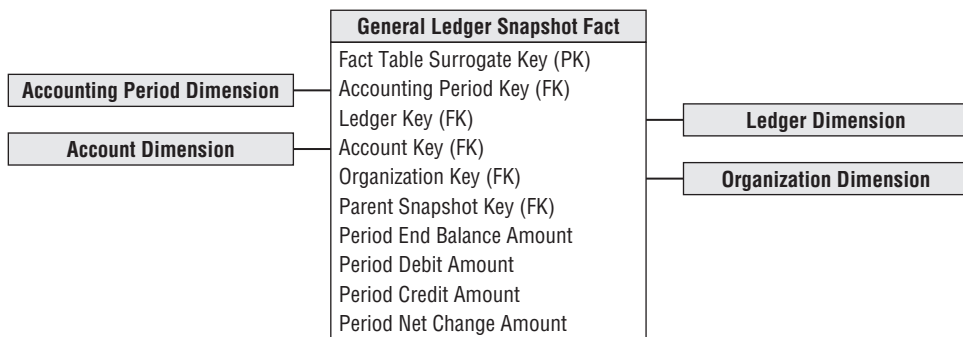 General Ledger Snapshot Fact
Fact Table Surrogate Key (PK)
Accounting Period Key (FK)
Ledger Key (FK)
Account Key (FK)
Organization Key (FK)
Parent Snapshot Key (FK)
Period End Balance Amount
Period Debit Amount
Period Credit Amount
Period Net Change Amount
Accounting Period Dimension
Account Dimension
Ledger Dimension
Organization Dimension